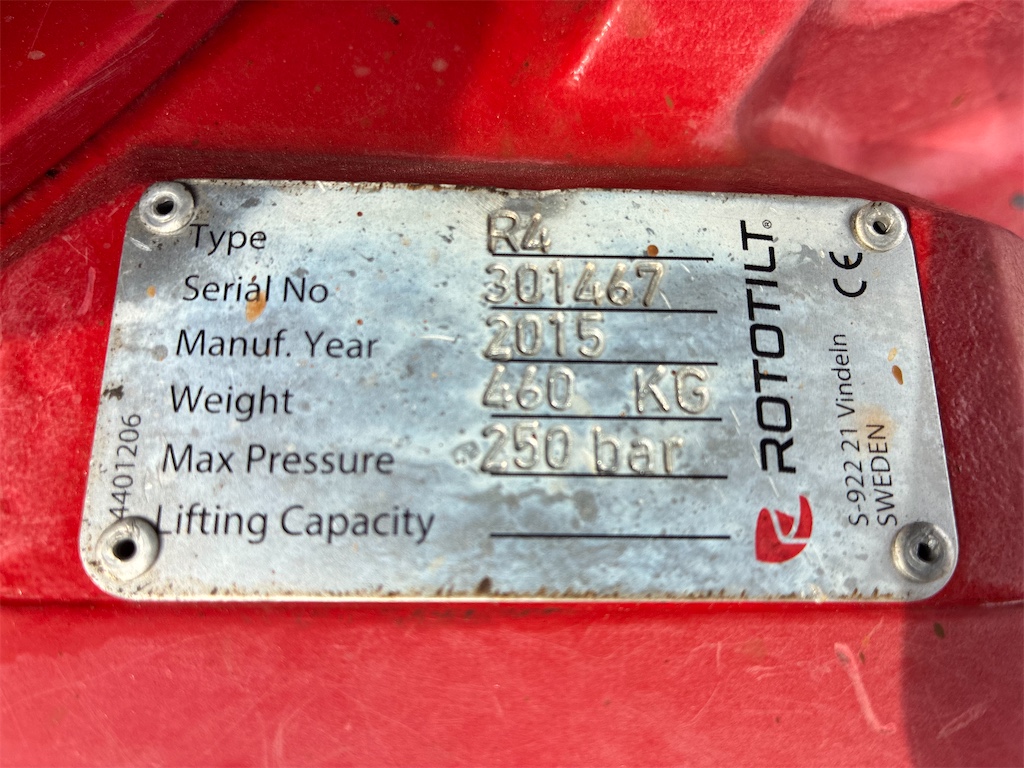 Type R4
Serial No 301467
Manuf. Year 2015
Weight 460 KG
Max Pressure 250 bar
Lifting Capacity
4401206
ROTOTILT®
CE
S-922 21 Vindeln
SWEDEN